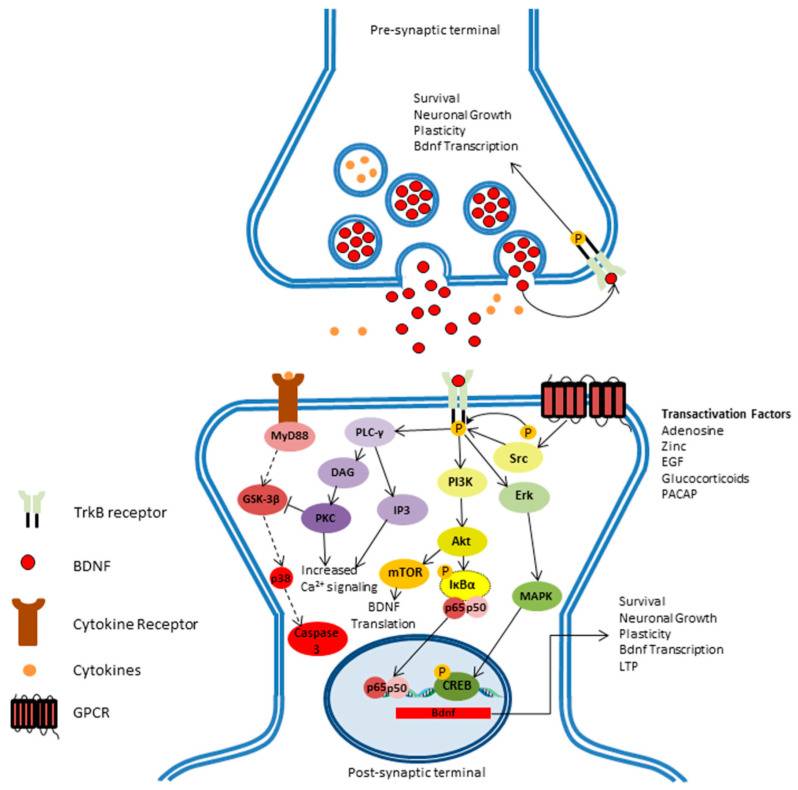 Pre-synaptic terminal
Survival
Neuronal Growth
Plasticity
Bdnf Transcription
P
MyD88
PLC-γ
P
P
Src
Transactivation Factors
Adenosine
Zinc
EGF
Glucocorticoids
PACAP
DAG
GSK-3β
PKC
IP3
PI3K
Erk
Akt
TrkB receptor
BDNF
Cytokine Receptor
Cytokines
GPCR
p38
Increased
Ca²⁺ signaling
mTOR
P
IκBα
p65
p50
MAPK
BDNF
Translation
Caspase
3
Survival
Neuronal Growth
Plasticity
Bdnf Transcription
LTP
p65
p50
P
CREB
Bdnf
Post-synaptic terminal